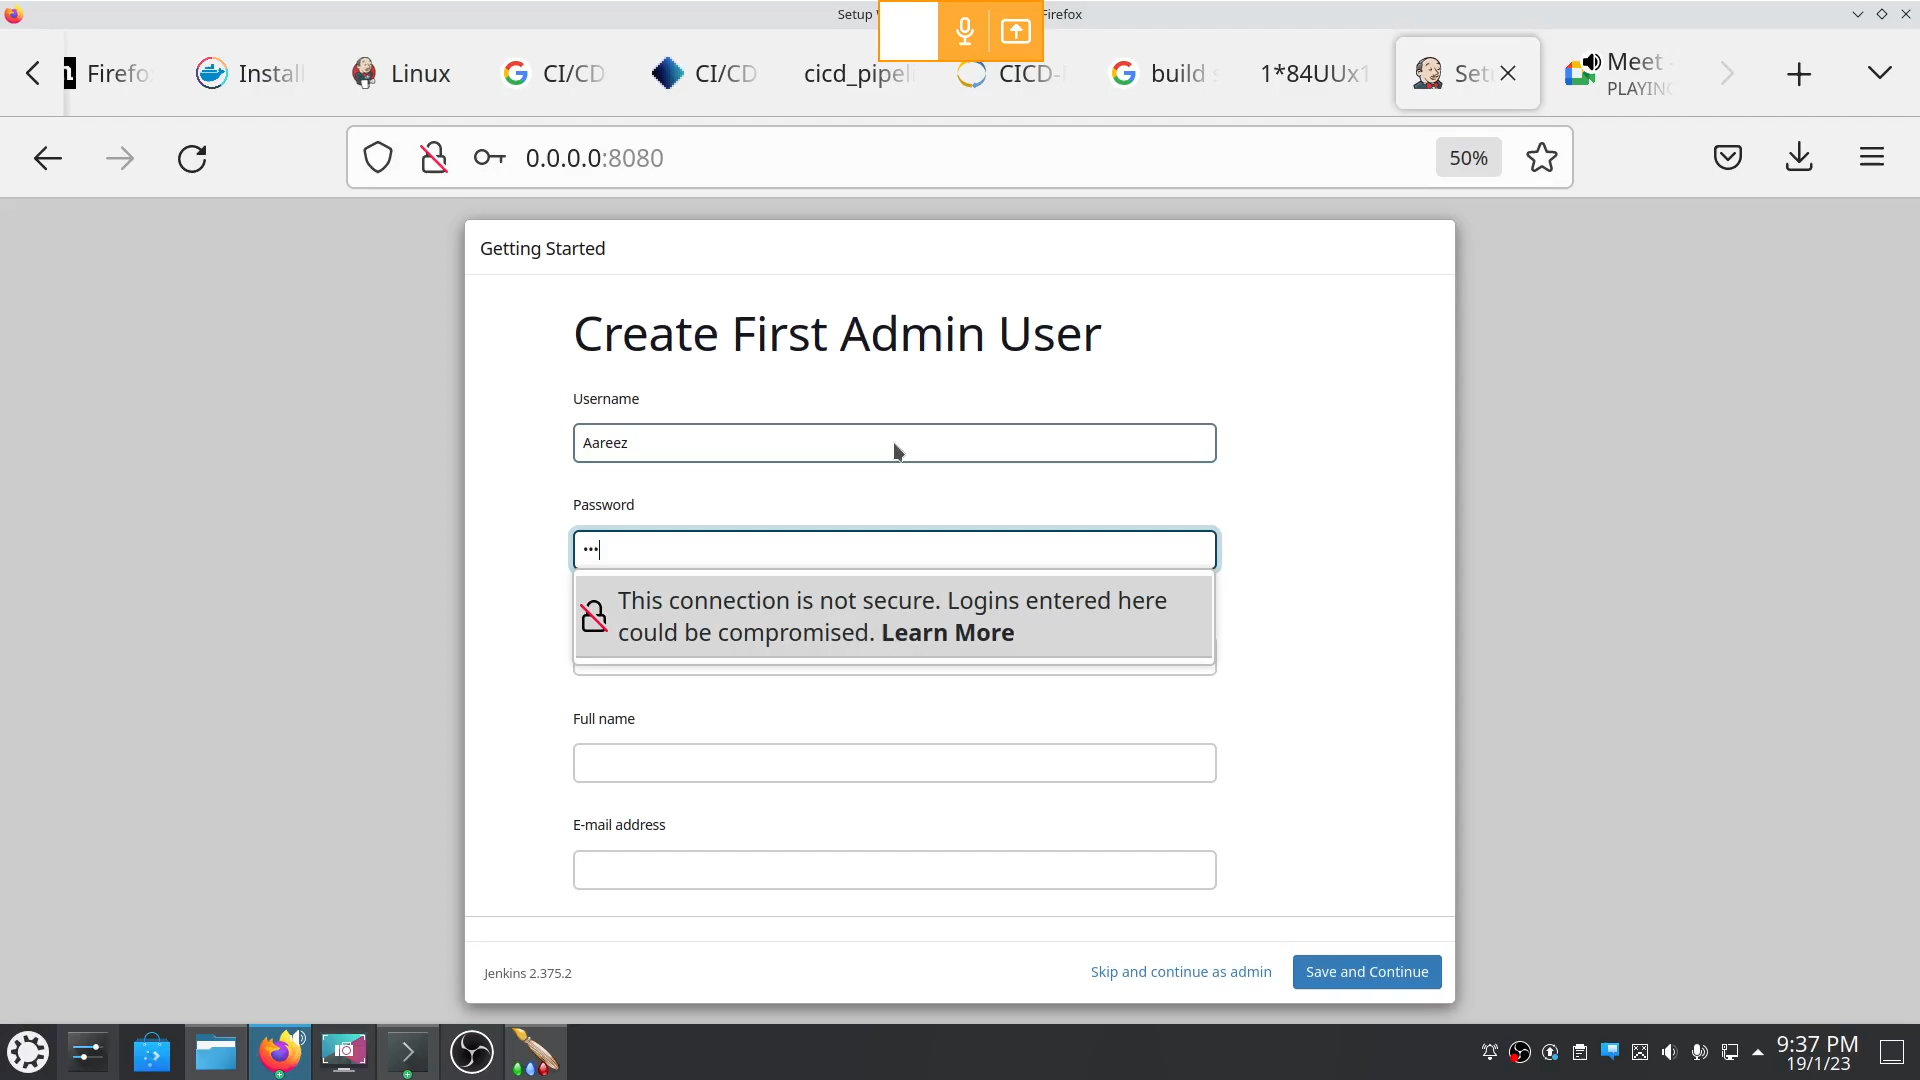 Setup
Firefox
Firefo
Install
Linux
CI/CD
CI/CD
cicd_pipel
CICD-
build
1*84UUx1
Set
Meet
PLAYING
0.0.0.0:8080
50%
Getting Started
Create First Admin User
Username
Aareez
Password
•••
This connection is not secure. Logins entered here
could be compromised. Learn More
Full name
E-mail address
Jenkins 2.375.2
Skip and continue as admin
Save and Continue
9:37 PM
19/1/23